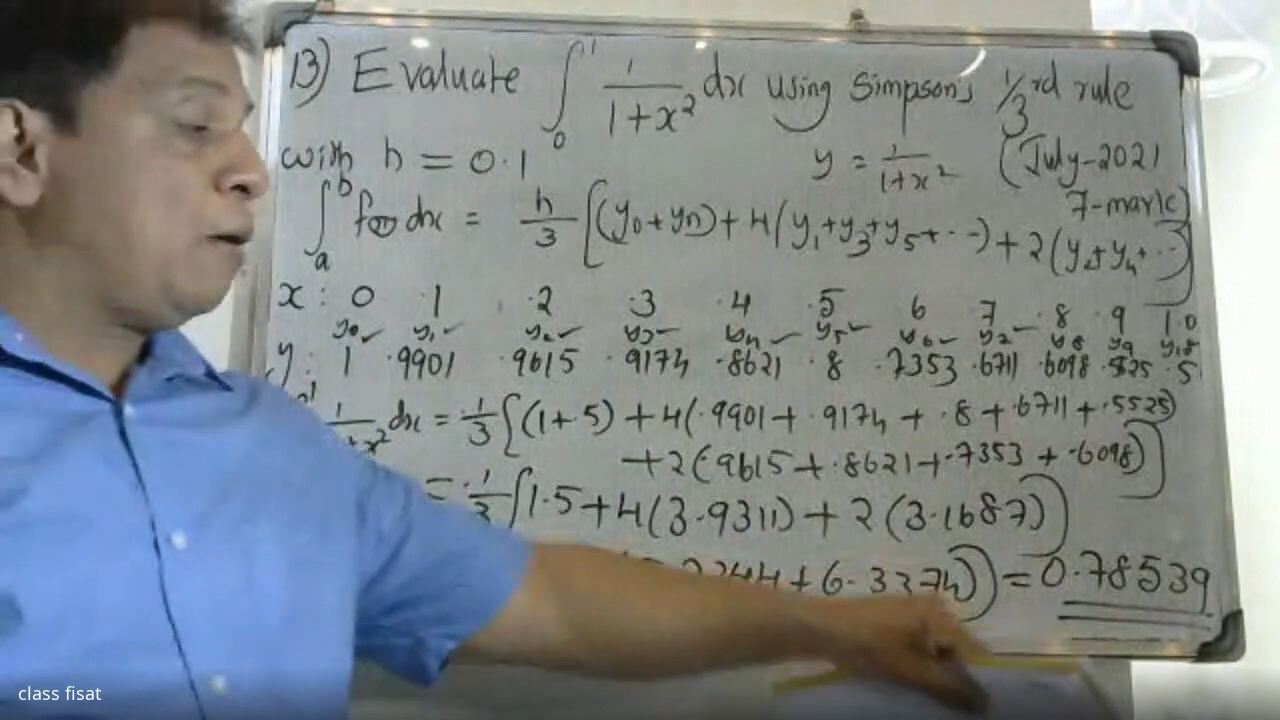 13) Evaluate ∫₀¹ 1/(1+x²) dx using Simpson's 1/3rd rule
with h = 0.1 y = 1/(1+x²) (July-2021
7-mark)
∫ₐᵇ f(x) dx = h/3 [(y₀+yn)+4(y₁+y₃+y₅+--)+2(y₂+y₄+--)]
x: 0 .1 .2 .3 .4 .5 .6 .7 .8 .9 1.0
y₀ y₁ y₂ y₃ y₄ y₅ y₆ y₇ y₈ y₉ y₁₀
y: 1 .9901 .9615 .9174 .8621 .8 .7353 .6711 .6098 .525 .5
dx = .1/3 [(1+.5) + 4(.9901 + .9174 + .8 + .6711 + .5525)
+2(.9615 + .8621 + .7353 + .6098)]
= .1/3 [1.5+4(3.9311) + 2(3.1687)]
+6.3374)] = 0.78539
class fisat